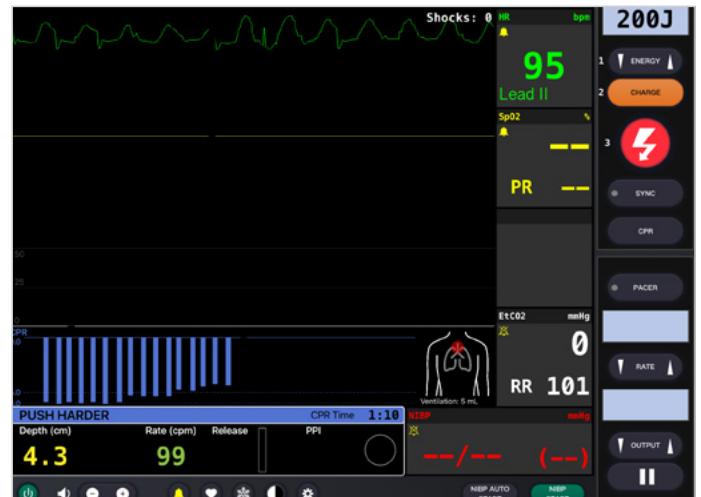 Shocks: 0
HR bpm
95
Lead II
SpO2 %
--
PR --
50
25
0
EtCO2 mmHg
0
RR 101
CPR
Ventilation: 5 mL
PUSH HARDER CPR Time 1:10
Depth (cm) Rate (cpm) Release PPI
4.3 99
NIBP mmHg
--/-- (--)
NIBP AUTO
NIBP
200J
1 ENERGY
2 CHARGE
3
SYNC
CPR
PACER
RATE
OUTPUT